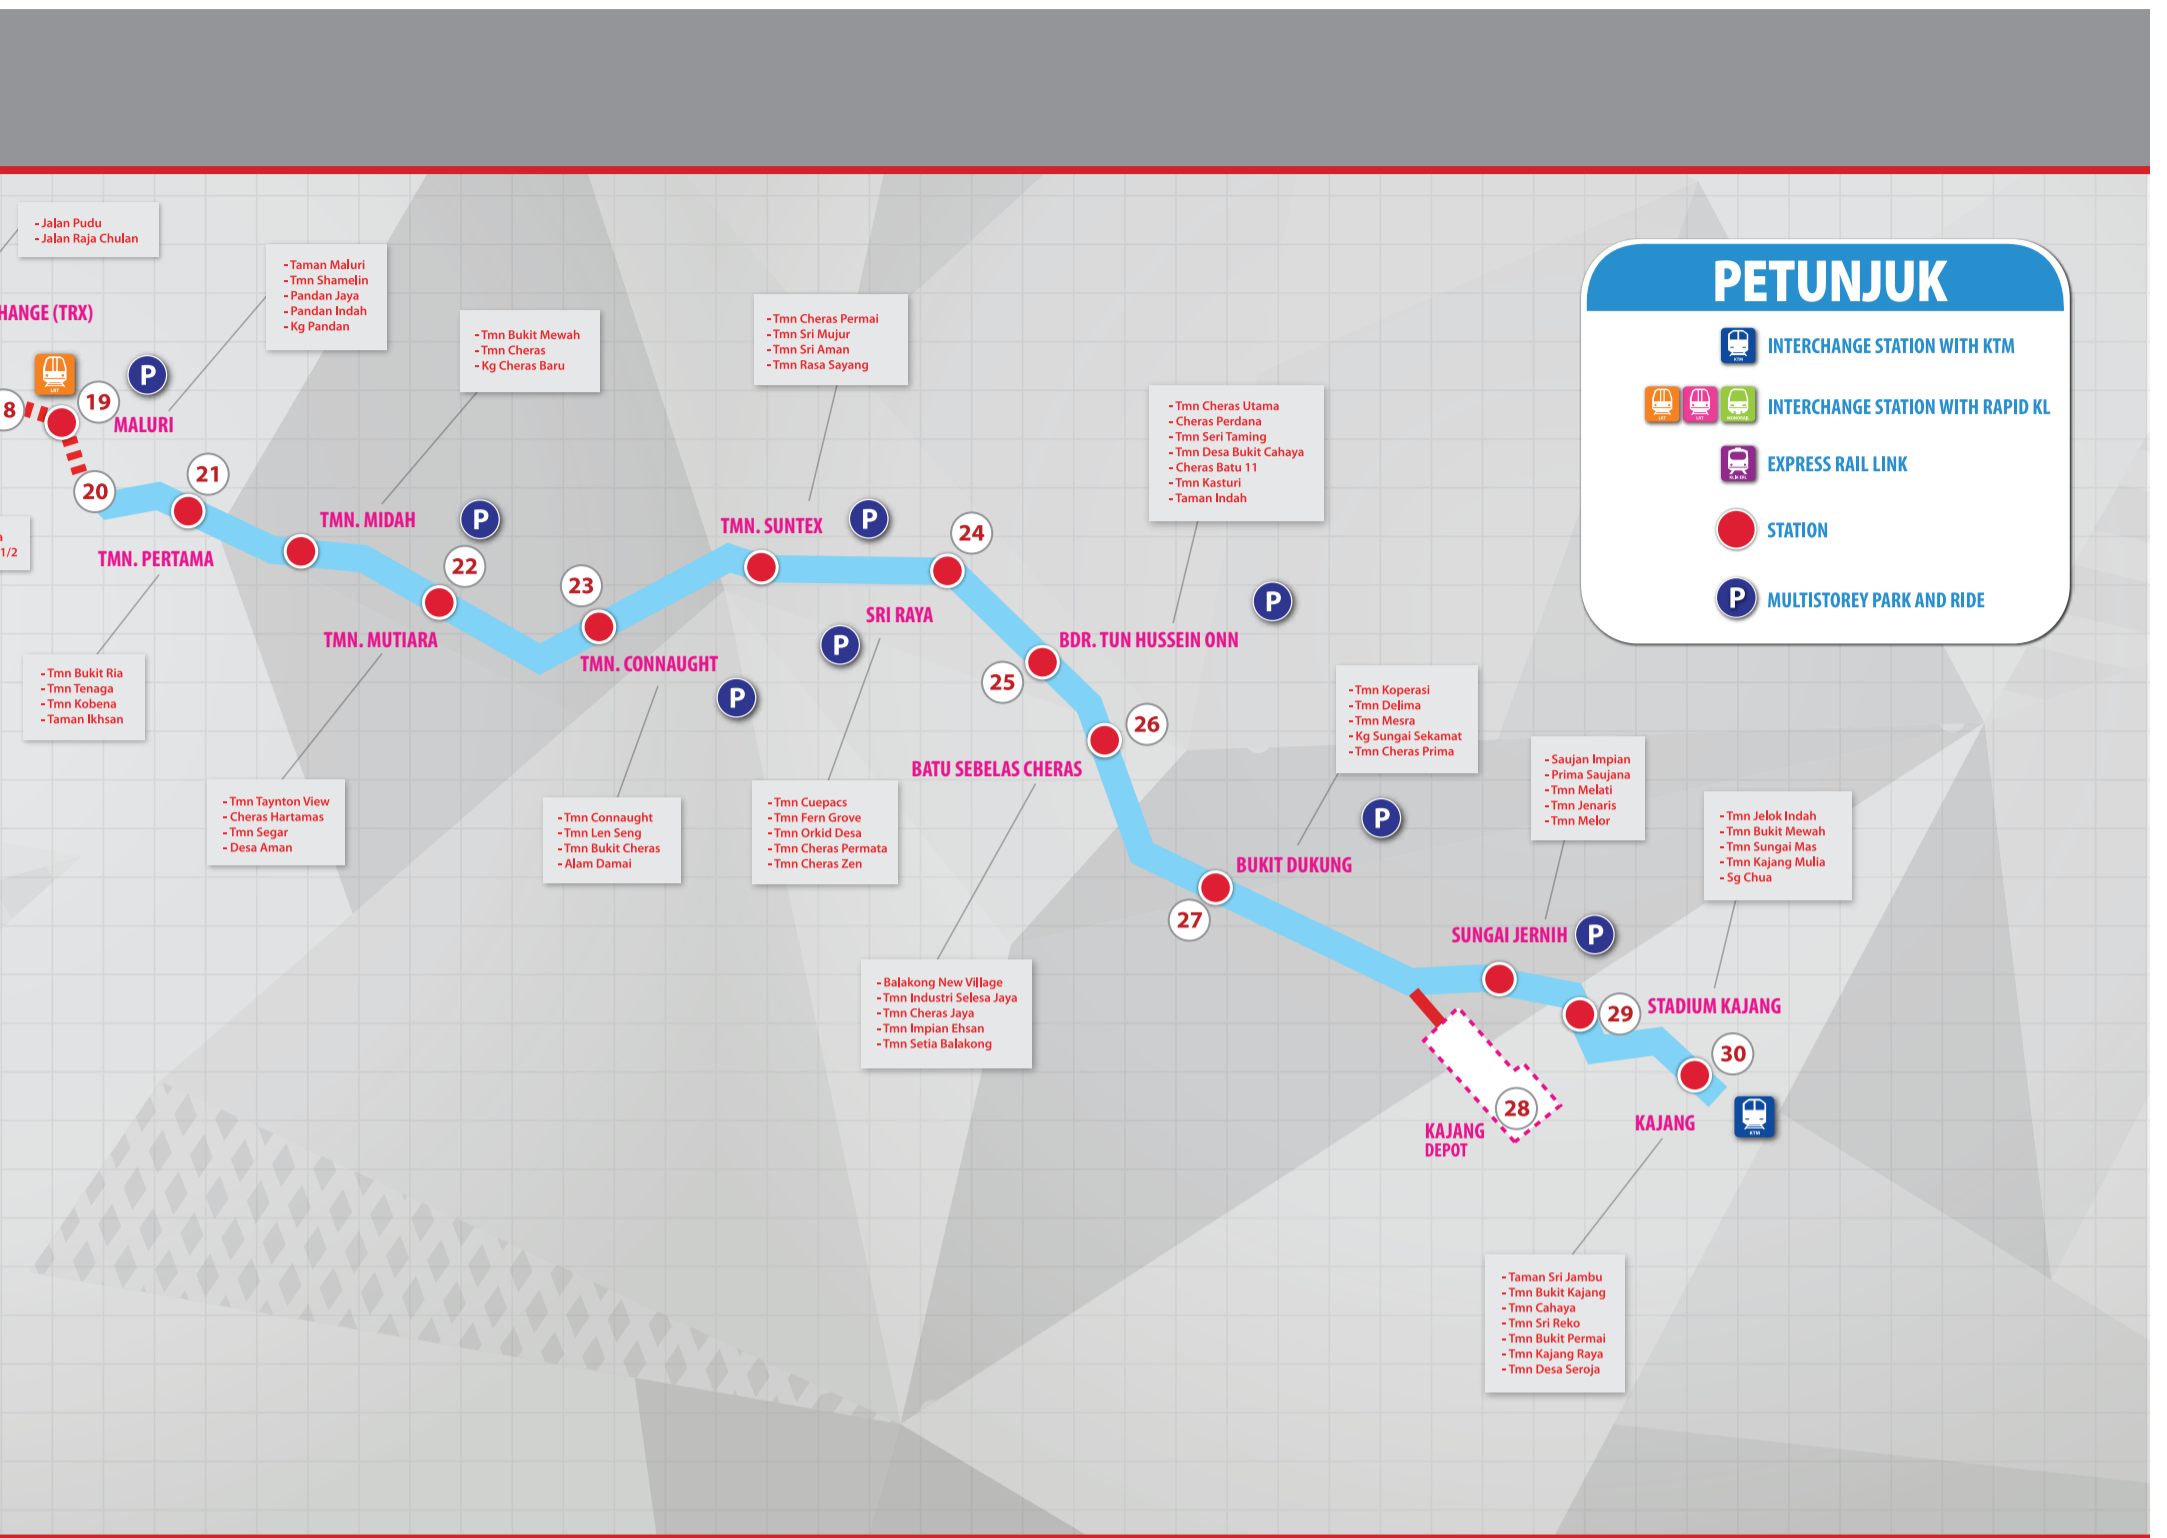 - Jalan Pudu
- Jalan Raja Chulan
HANGE (TRX)
- Taman Maluri
- Tmn Shamelin
- Pandan Jaya
- Pandan Indah
- Kg Pandan
8
19
P
MALURI
20
21
1/2
TMN. PERTAMA
- Tmn Bukit Ria
- Tmn Tenaga
- Tmn Kobena
- Taman Ikhsan
- Tmn Bukit Mewah
- Tmn Cheras
- Kg Cheras Baru
TMN. MIDAH
P
22
TMN. MUTIARA
- Tmn Taynton View
- Cheras Hartamas
- Tmn Segar
- Desa Aman
23
TMN. CONNAUGHT
P
- Tmn Connaught
- Tmn Len Seng
- Tmn Bukit Cheras
- Alam Damai
- Tmn Cheras Permai
- Tmn Sri Mujur
- Tmn Sri Aman
- Tmn Rasa Sayang
TMN. SUNTEX
P
24
SRI RAYA
P
- Tmn Cuepacs
- Tmn Fern Grove
- Tmn Orkid Desa
- Tmn Cheras Permata
- Tmn Cheras Zen
- Tmn Cheras Utama
- Cheras Perdana
- Tmn Seri Taming
- Tmn Desa Bukit Cahaya
- Cheras Batu 11
- Tmn Kasturi
- Taman Indah
P
BDR. TUN HUSSEIN ONN
25
26
BATU SEBELAS CHERAS
- Balakong New Village
- Tmn Industri Selesa Jaya
- Tmn Cheras Jaya
- Tmn Impian Ehsan
- Tmn Setia Balakong
- Tmn Koperasi
- Tmn Delima
- Tmn Mesra
- Kg Sungai Sekamat
- Tmn Cheras Prima
P
BUKIT DUKUNG
27
- Saujan Impian
- Prima Saujana
- Tmn Melati
- Tmn Jenaris
- Tmn Melor
SUNGAI JERNIH
P
- Tmn Jelok Indah
- Tmn Bukit Mewah
- Tmn Sungai Mas
- Tmn Kajang Mulia
- Sg Chua
29
STADIUM KAJANG
30
28
KAJANG
DEPOT
KAJANG
KTM
- Taman Sri Jambu
- Tmn Bukit Kajang
- Tmn Cahaya
- Tmn Sri Reko
- Tmn Bukit Permai
- Tmn Kajang Raya
- Tmn Desa Seroja
PETUNJUK
INTERCHANGE STATION WITH KTM
INTERCHANGE STATION WITH RAPID KL
EXPRESS RAIL LINK
STATION
P
MULTISTOREY PARK AND RIDE